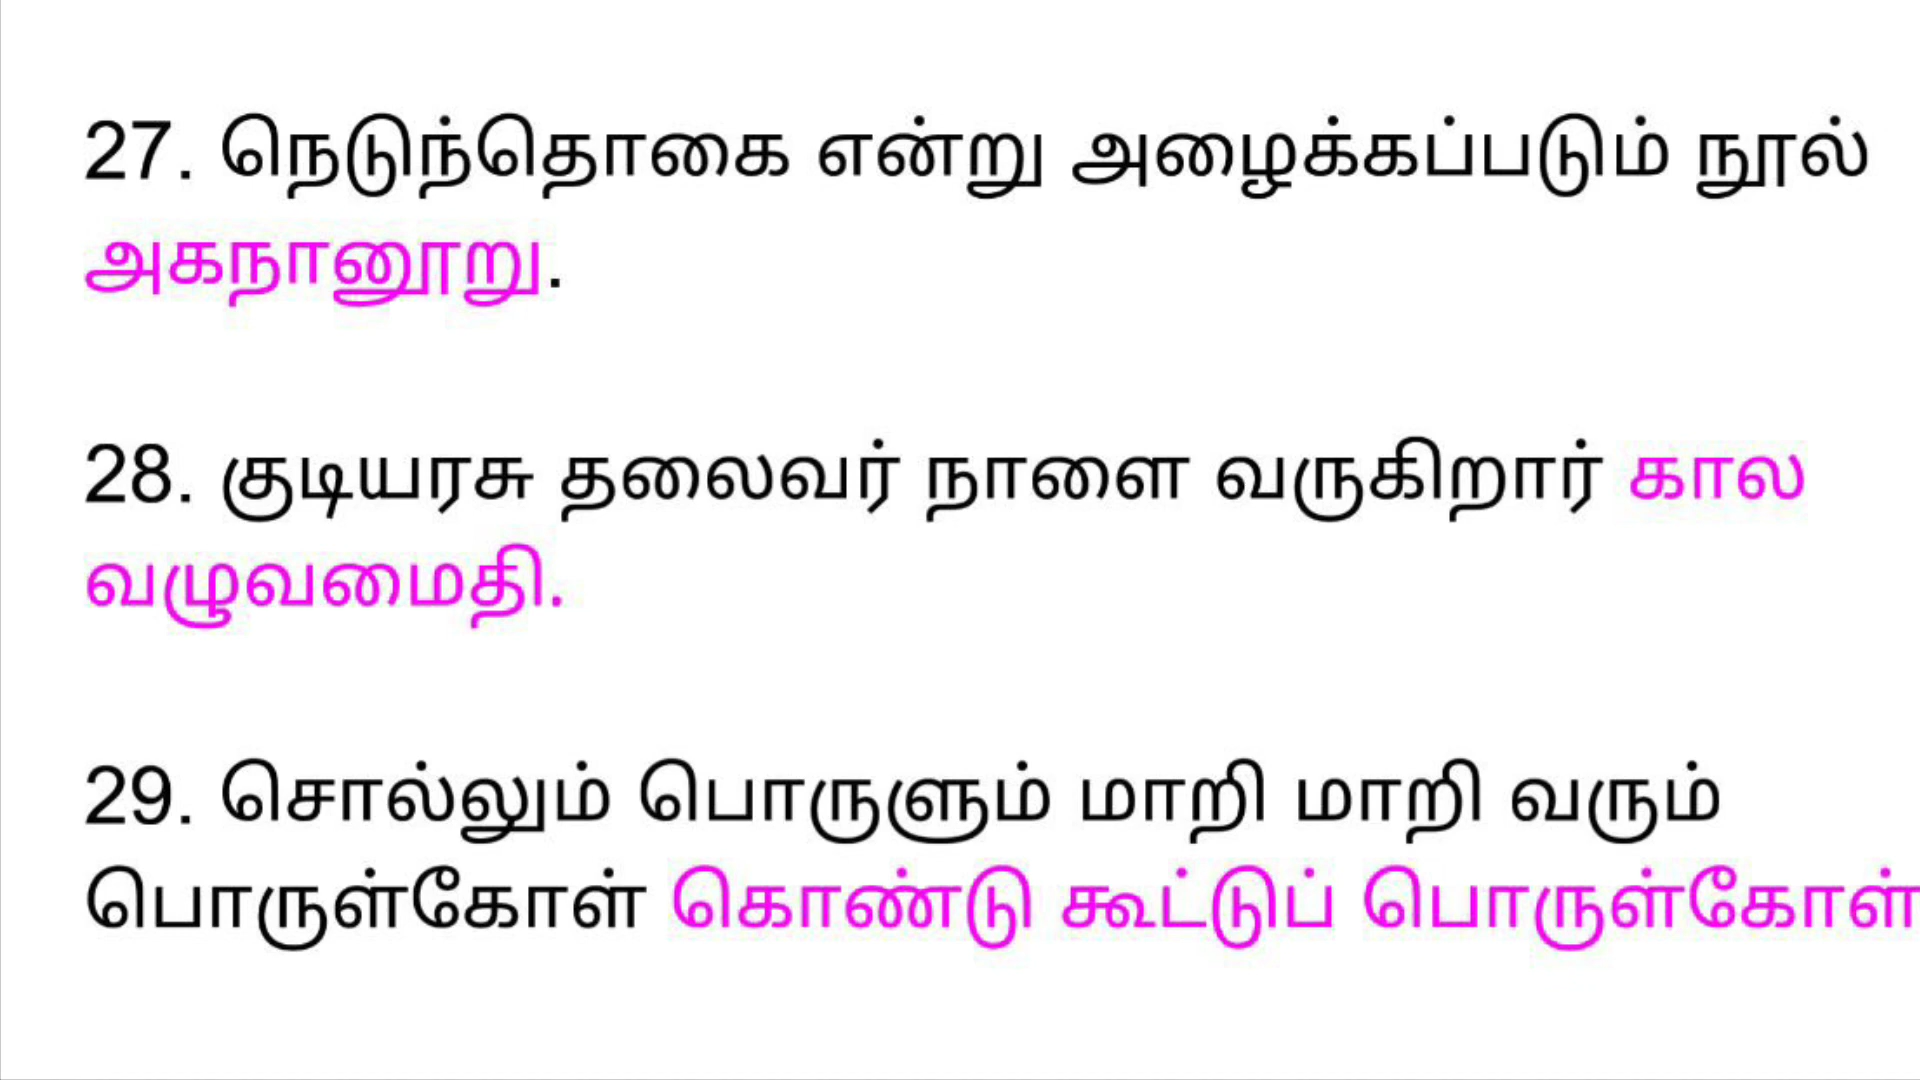 27. நெடுந்தொகை என்று அழைக்கப்படும் நூல்
அகநானூறு.
28. குடியரசு தலைவர் நாளை வருகிறார் கால
வழுவமைதி.
29. சொல்லும் பொருளும் மாறி மாறி வரும்
பொருள்கோள் கொண்டு கூட்டுப் பொருள்கோள்